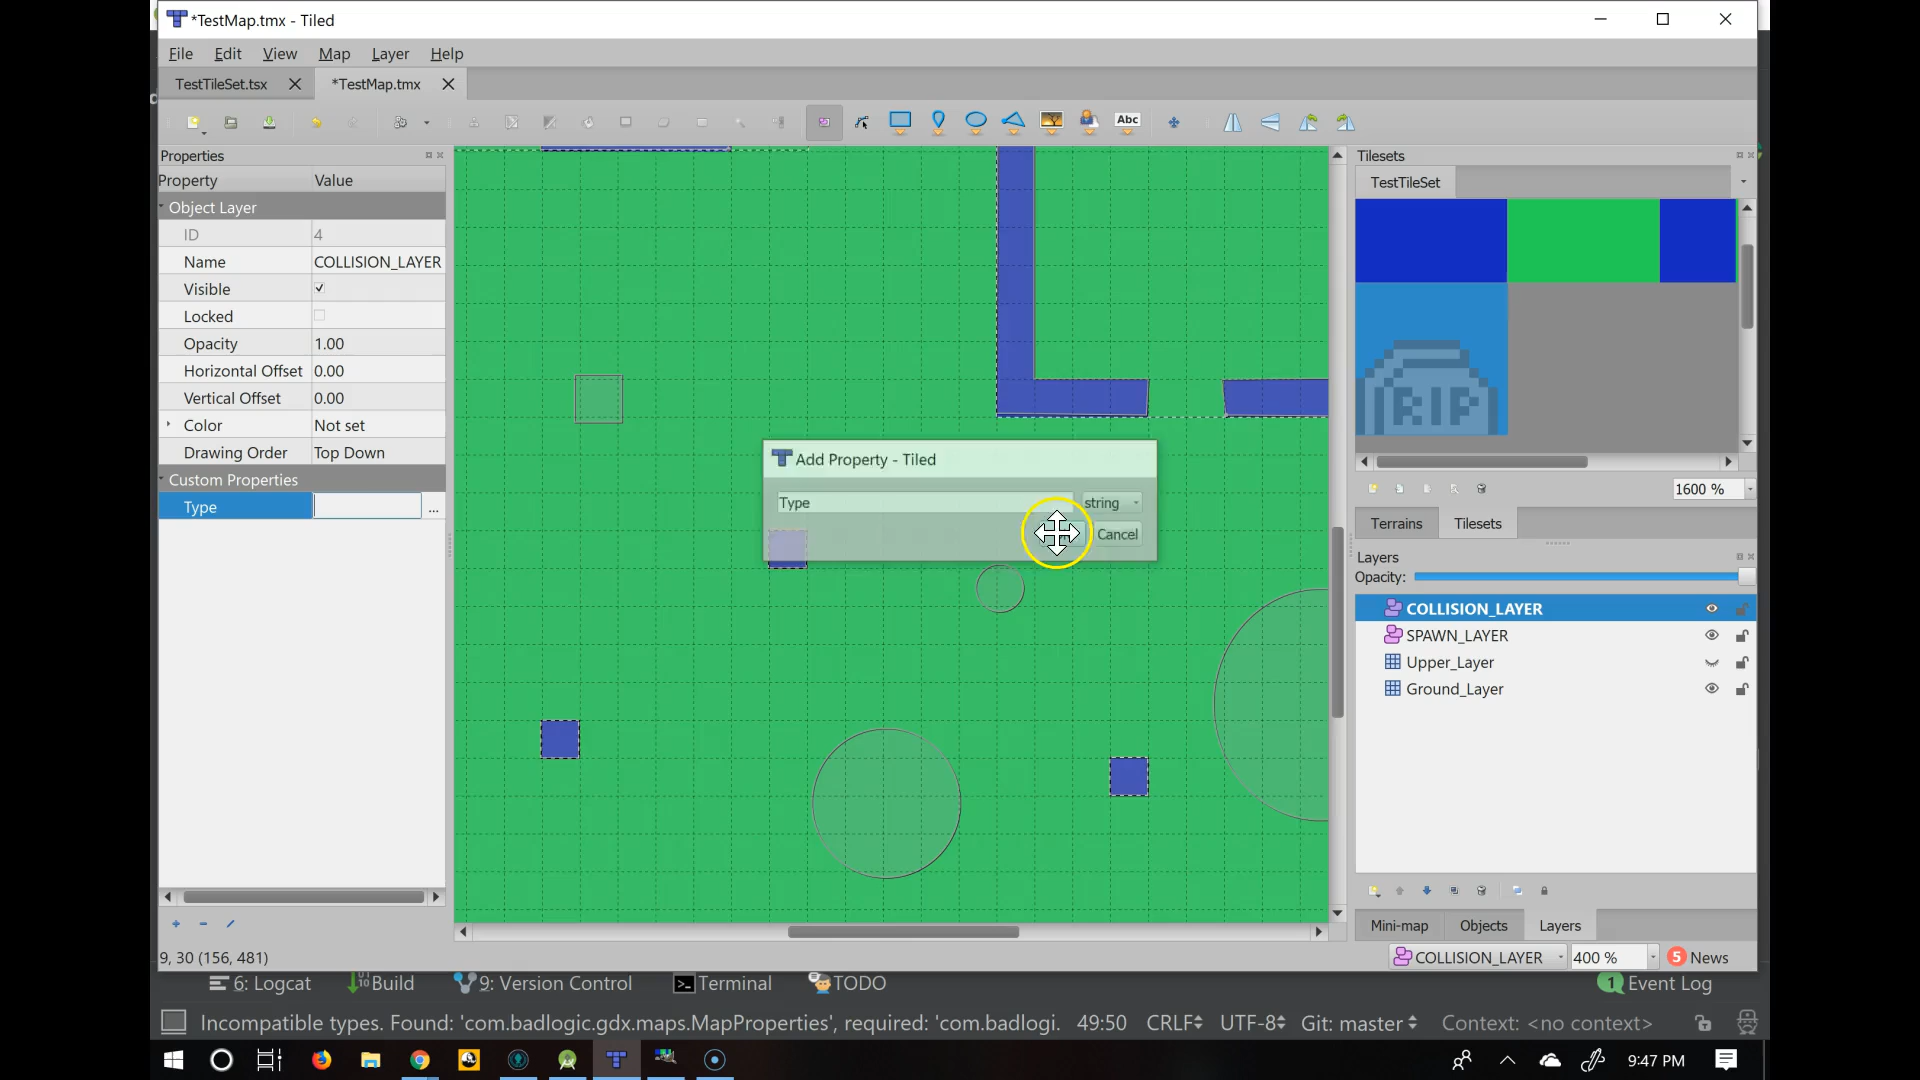 *TestMap.tmx - Tiled
File Edit View Map Layer Help
TestTileSet.tsx *TestMap.tmx
Abc
Properties
Property Value
Object Layer
ID 4
Name COLLISION_LAYER
Visible
Locked
Opacity 1.00
Horizontal Offset 0.00
Vertical Offset 0.00
Color Not set
Drawing Order Top Down
Custom Properties
Type ...
9, 30 (156, 481)
Add Property - Tiled
Type string
Cancel
Tilesets
TestTileSet
RIP
1600 %
Terrains Tilesets
Layers
Opacity:
COLLISION_LAYER
SPAWN_LAYER
Upper_Layer
Ground_Layer
Mini-map Objects Layers
COLLISION_LAYER 400 % 5 News
6: Logcat Build 9: Version Control Terminal TODO 1 Event Log
Incompatible types. Found: 'com.badlogic.gdx.maps.MapProperties', required: 'com.badlogi. 49:50 CRLF UTF-8 Git: master Context: <no context>
9:47 PM